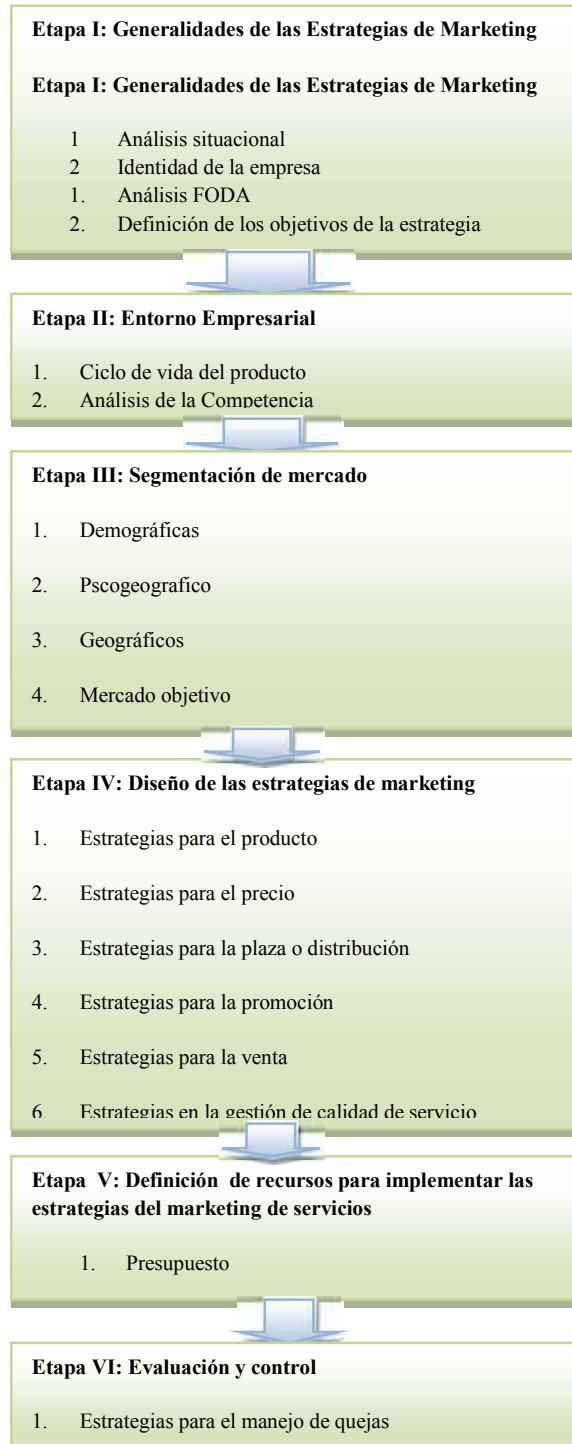 Etapa I: Generalidades de las Estrategias de Marketing
Etapa I: Generalidades de las Estrategias de Marketing
1 Análisis situacional
2 Identidad de la empresa
1. Análisis FODA
2. Definición de los objetivos de la estrategia
Etapa II: Entorno Empresarial
1. Ciclo de vida del producto
2. Análisis de la Competencia
Etapa III: Segmentación de mercado
1. Demográficas
2. Pscogeografico
3. Geográficos
4. Mercado objetivo
Etapa IV: Diseño de las estrategias de marketing
1. Estrategias para el producto
2. Estrategias para el precio
3. Estrategias para la plaza o distribución
4. Estrategias para la promoción
5. Estrategias para la venta
6. Estrategias en la gestión de calidad de servicio
Etapa V: Definición de recursos para implementar las
estrategias del marketing de servicios
1. Presupuesto
Etapa VI: Evaluación y control
1. Estrategias para el manejo de quejas